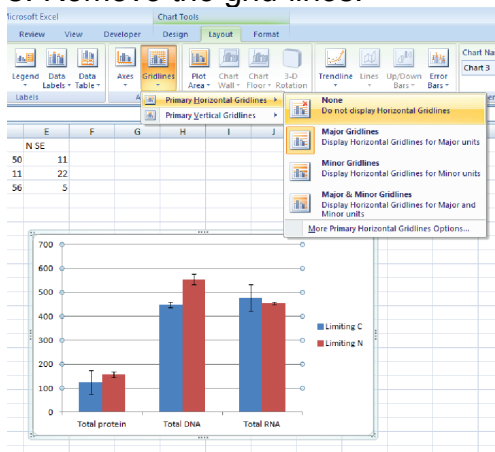 Microsoft Excel
Chart Tools
Review View Developer Design Layout Format
Legend Data Labels Data Table Axes Gridlines Plot Area Chart Wall Chart Floor 3-D Rotation Trendline Lines Up/Down Bars Error Bars
Chart Na
Chart 3
Labels
Primary Horizontal Gridlines
Primary Vertical Gridlines
None
Do not display Horizontal Gridlines
Major Gridlines
Display Horizontal Gridlines for Major units
Minor Gridlines
Display Horizontal Gridlines for Minor units
Major & Minor Gridlines
Display Horizontal Gridlines for Major and
Minor units
More Primary Horizontal Gridlines Options...
E F G H I J
N SE
50 11
11 22
56 5
700
600
500
400
300
200
100
0
Total protein Total DNA Total RNA
Limiting C
Limiting N